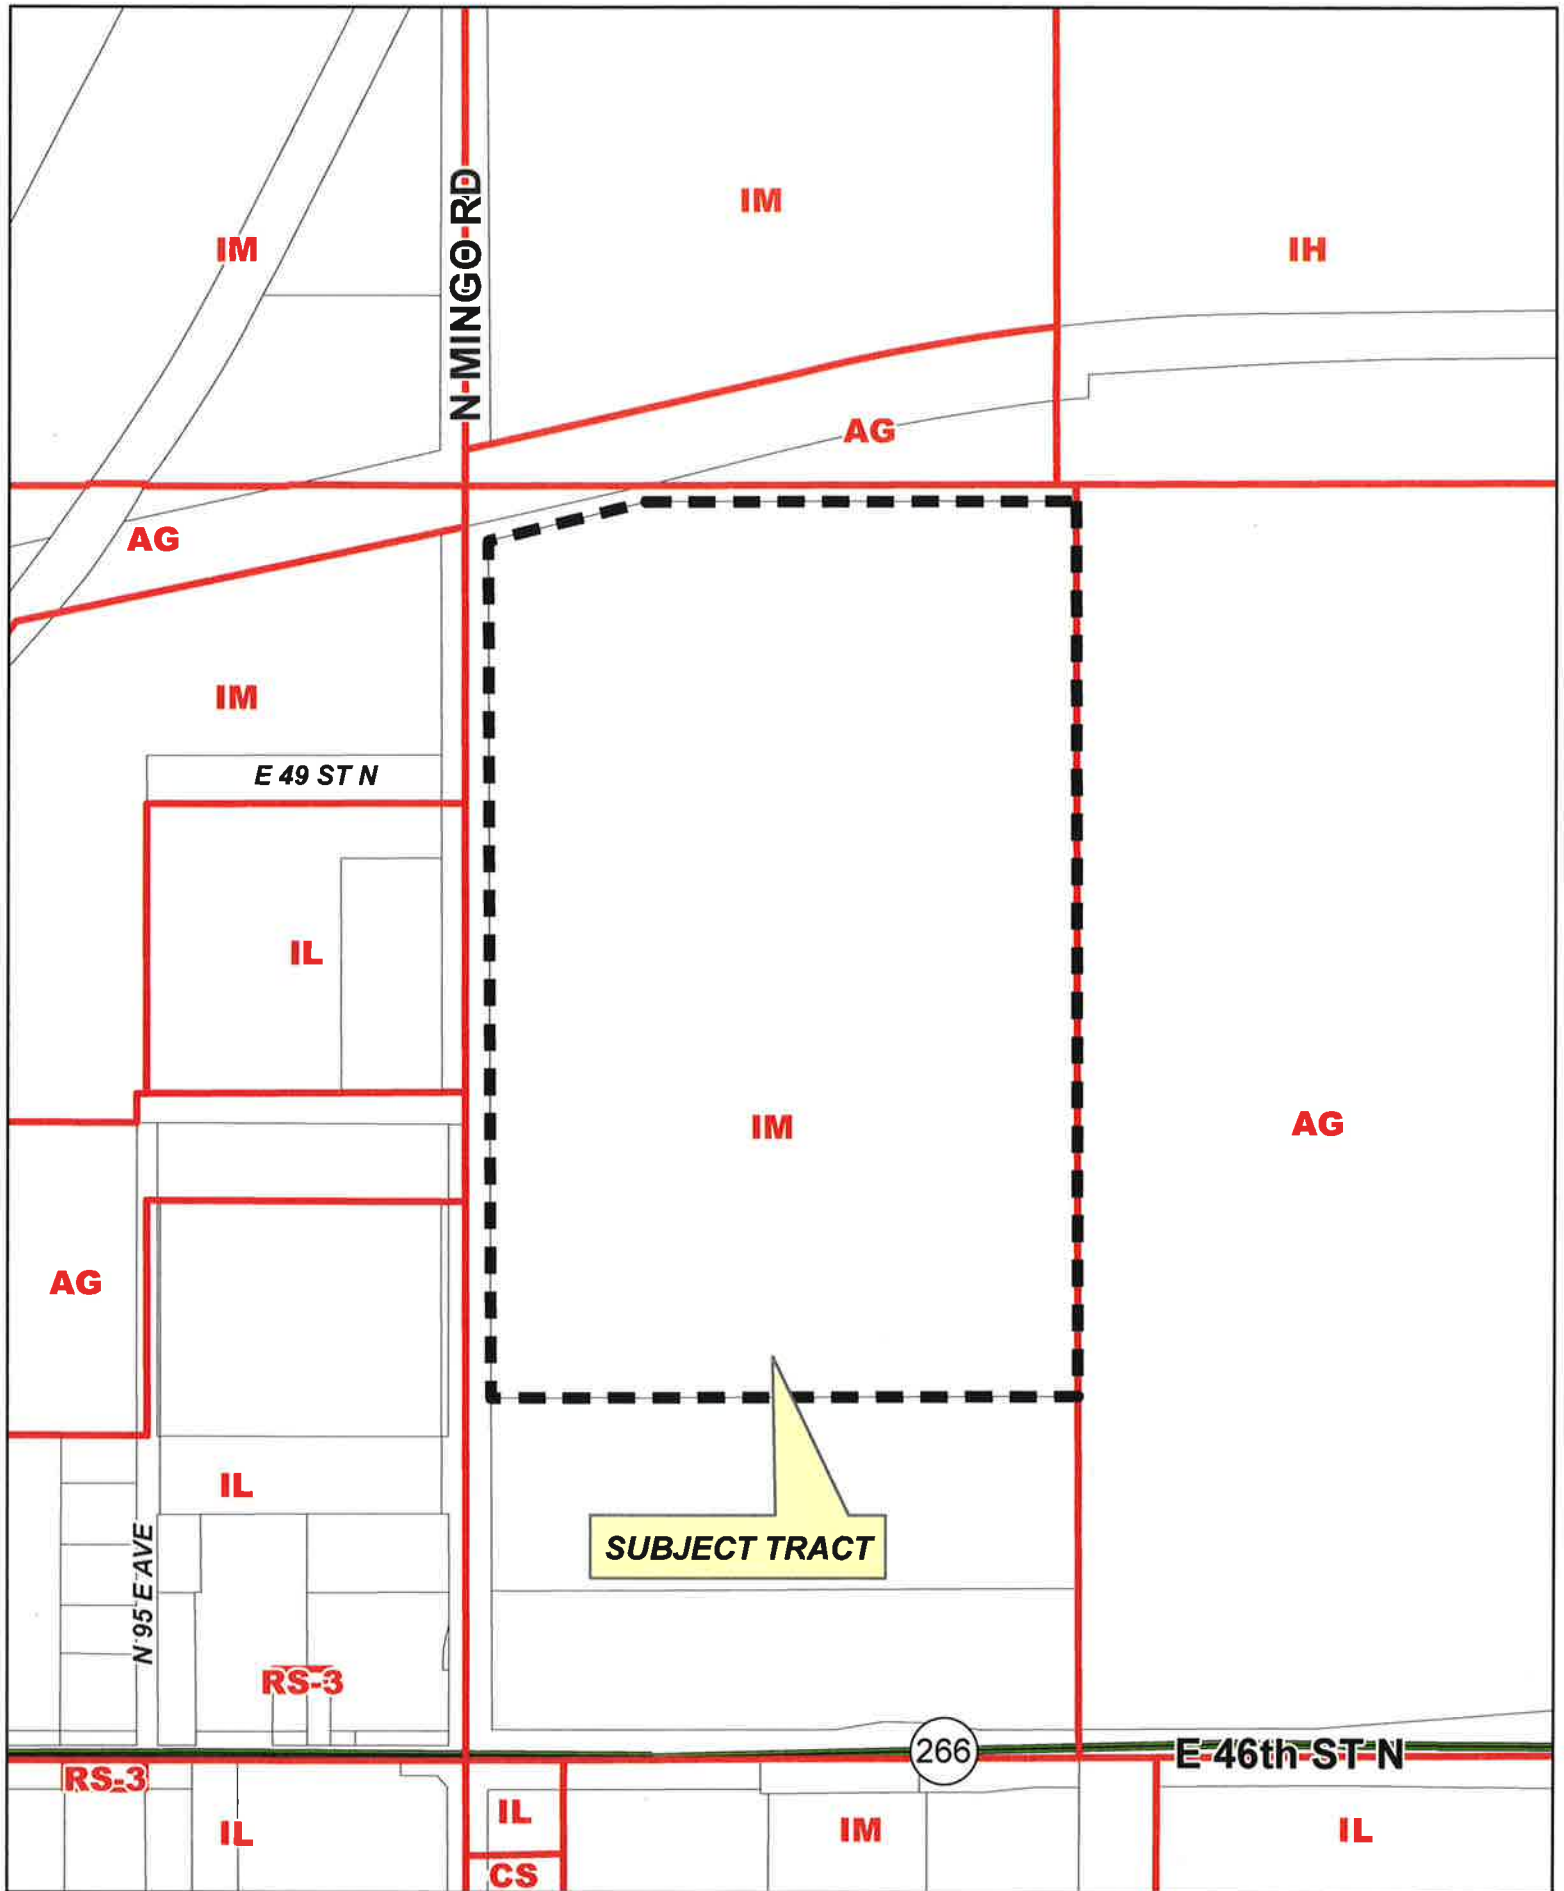 IM
IH
IM
N MINGO RD
AG
AG
IM
E 49 ST N
IL
IM
AG
AG
IL
SUBJECT TRACT
N 95 E AVE
RS-3
266
E 46th ST N
RS-3
IL
IL
IM
IL
CS